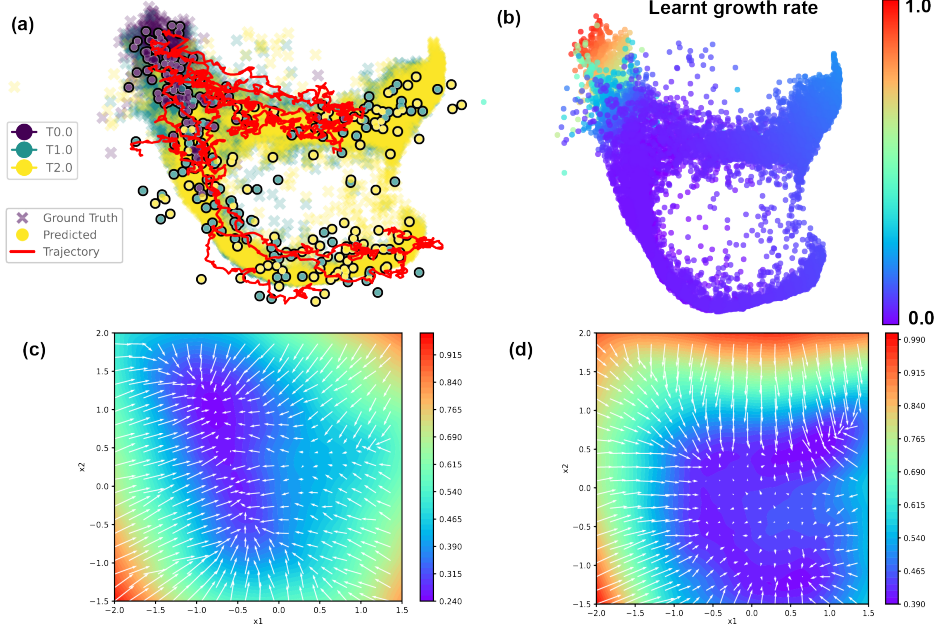 (a)
T0.0
T1.0
T2.0
Ground Truth
Predicted
Trajectory
(b)
Learnt growth rate
1.0
0.0
(c)
2.0
1.5
1.0
0.5
0.0
−0.5
−1.0
−1.5
x2
−2.0 −1.5 −1.0 −0.5 0.0 0.5 1.0 1.5
x1
0.915
0.840
0.765
0.690
0.615
0.540
0.465
0.390
0.315
0.240
(d)
2.0
1.5
1.0
0.5
0.0
−0.5
−1.0
−1.5
x2
−2.0 −1.5 −1.0 −0.5 0.0 0.5 1.0 1.5
x1
0.990
0.915
0.840
0.765
0.690
0.615
0.540
0.465
0.390